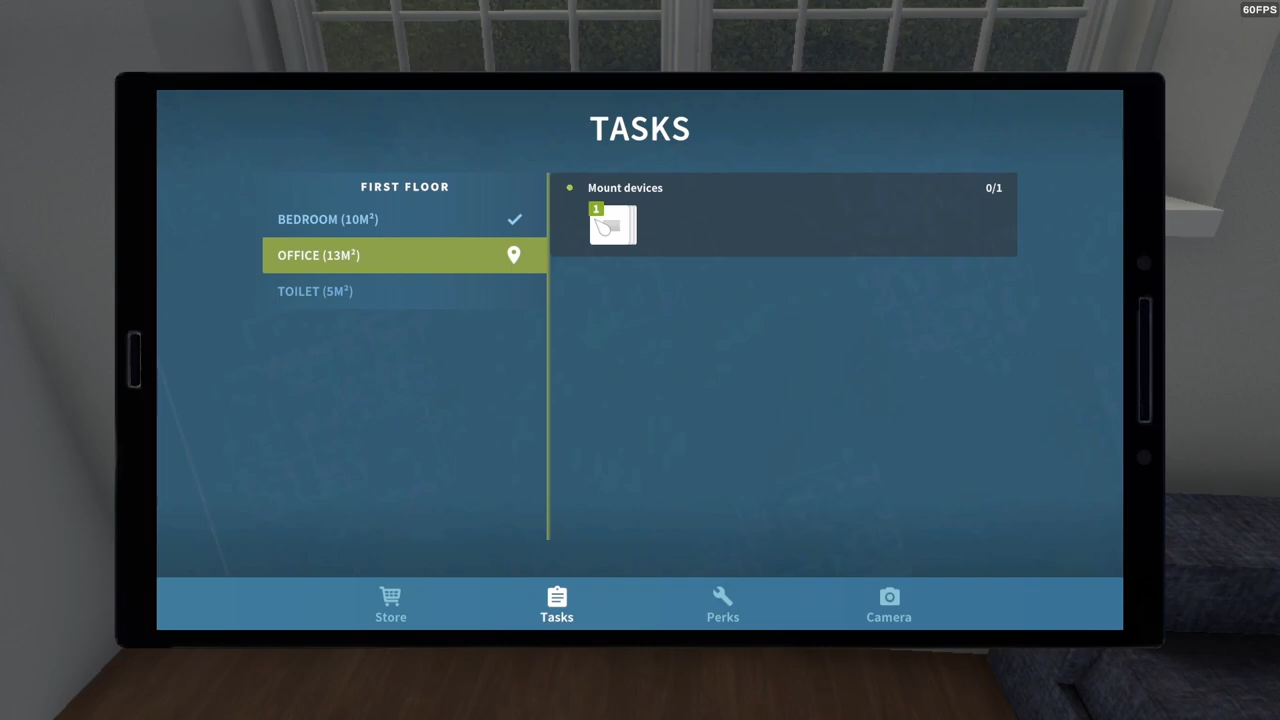 60FPS
TASKS
FIRST FLOOR
BEDROOM (10M²)
OFFICE (13M²)
TOILET (5M²)
Mount devices 0/1
1
Store Tasks Perks Camera